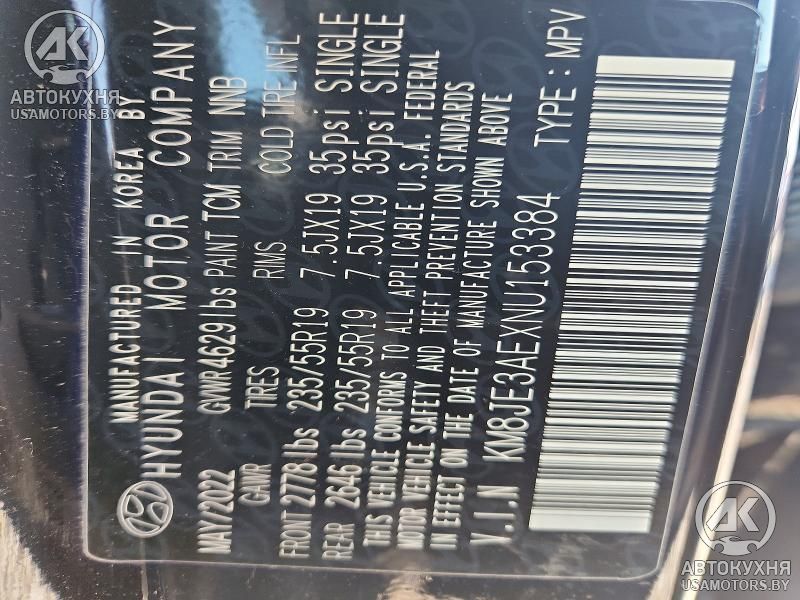 MANUFACTURED IN KOREA BY
HYUNDAI MOTOR COMPANY
MAY/2022 GVWR 4629 lbs PAINT TCM TRIM NNB
GAWR TIRES RIMS COLD TIRE INFL
FRONT 2778 lbs 235/55R19 7.5JX19 35psi SINGLE
REAR 2646 lbs 235/55R19 7.5JX19 35psi SINGLE
THIS VEHICLE CONFORMS TO ALL APPLICABLE U.S.A. FEDERAL
MOTOR VEHICLE SAFETY AND THEFT PREVENTION STANDARDS
IN EFFECT ON THE DATE OF MANUFACTURE SHOWN ABOVE
V.I.N KM8JE3AEXNU153384 TYPE : MPV
АК
АВТОКУХНЯ
USAMOTORS.BY
АК
АВТОКУХНЯ
USAMOTORS.BY